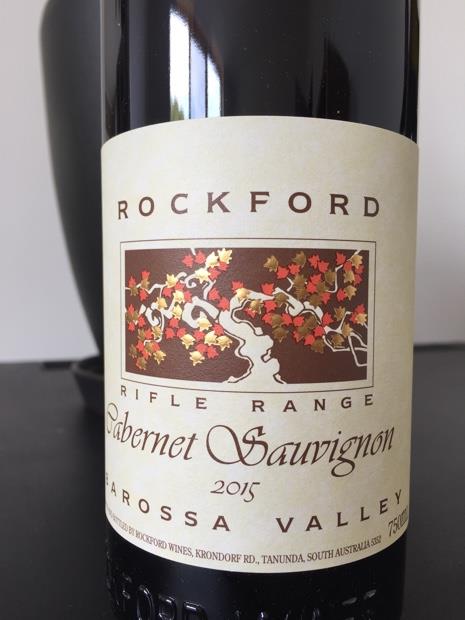 ROCKFORD
RIFLE RANGE
Cabernet Sauvignon
2015
BAROSSA VALLEY
BOTTLED BY ROCKFORD WINES, KRONDORF RD., TANUNDA, SOUTH AUSTRALIA 5352
750ml